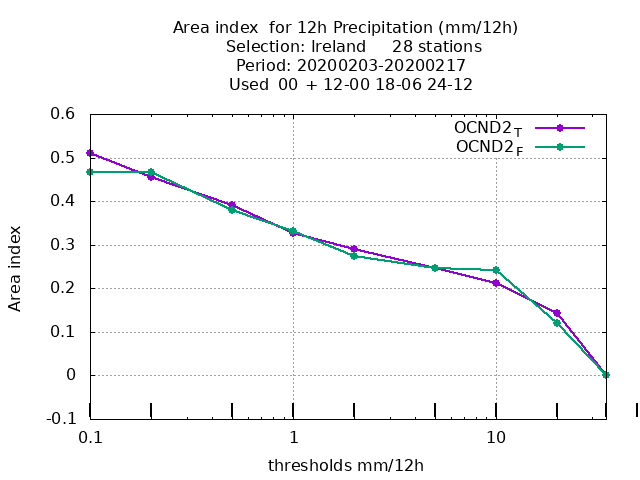 Area index  for 12h Precipitation (mm/12h)
Selection: Ireland     28 stations
Period: 20200203-20200217
Used  00  + 12-00 18-06 24-12
OCND2T
OCND2F
0.6
0.5
0.4
0.3
0.2
0.1
0
-0.1
Area index
0.1 1 10
thresholds mm/12h